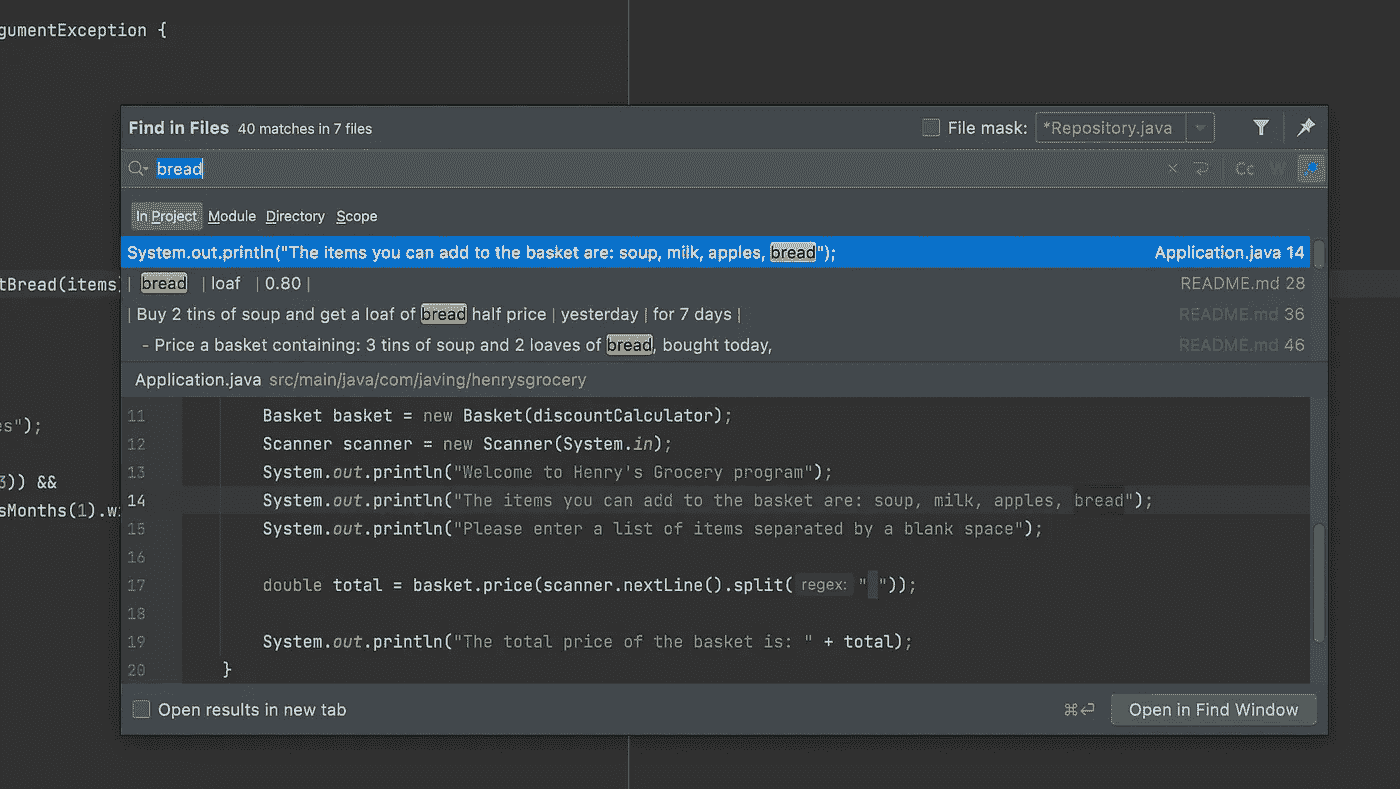 gumentException {
Find in Files 40 matches in 7 files File mask: *Repository.java
bread Cc W .*
In Project Module Directory Scope
System.out.println("The items you can add to the basket are: soup, milk, apples, bread"); Application.java 14
tBread(items)
| bread | loaf | 0.80 | README.md 28
| Buy 2 tins of soup and get a loaf of bread half price | yesterday | for 7 days | README.md 36
- Price a basket containing: 3 tins of soup and 2 loaves of bread, bought today, README.md 46
Application.java src/main/java/com/javing/henrysgrocery
11 Basket basket = new Basket(discountCalculator);
es");
12 Scanner scanner = new Scanner(System.in);
13 System.out.println("Welcome to Henry's Grocery program");
3)) &&
14 System.out.println("The items you can add to the basket are: soup, milk, apples, bread");
sMonths(1).wi
15 System.out.println("Please enter a list of items separated by a blank space");
16
17 double total = basket.price(scanner.nextLine().split( regex: " "));
18
19 System.out.println("The total price of the basket is: " + total);
20 }
Open results in new tab ⌘⏎ Open in Find Window